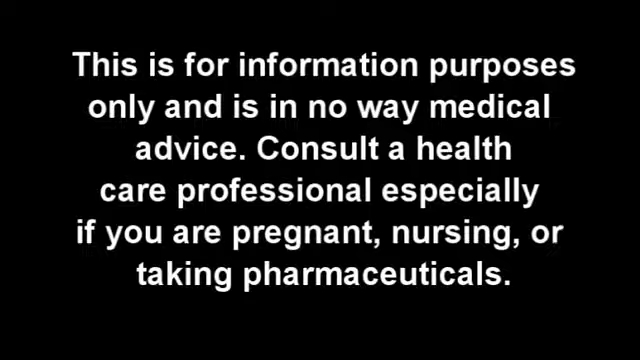 This is for information purposes
only and is in no way medical
advice. Consult a health
care professional especially
if you are pregnant, nursing, or
taking pharmaceuticals.